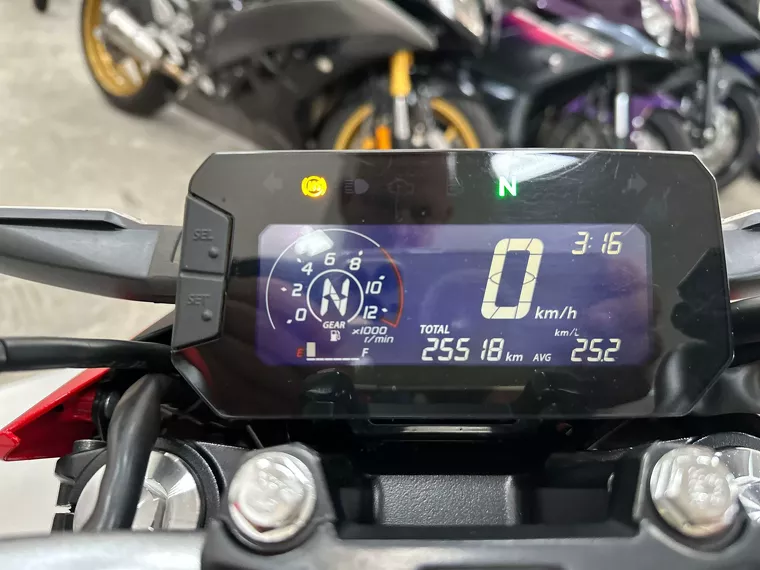 N
SEL
SET
3:16
0
km/h
0
2
4
6
8
10
12
N
GEAR
x1000
r/min
E
F
TOTAL
25518 km
AVG
km/L
25.2